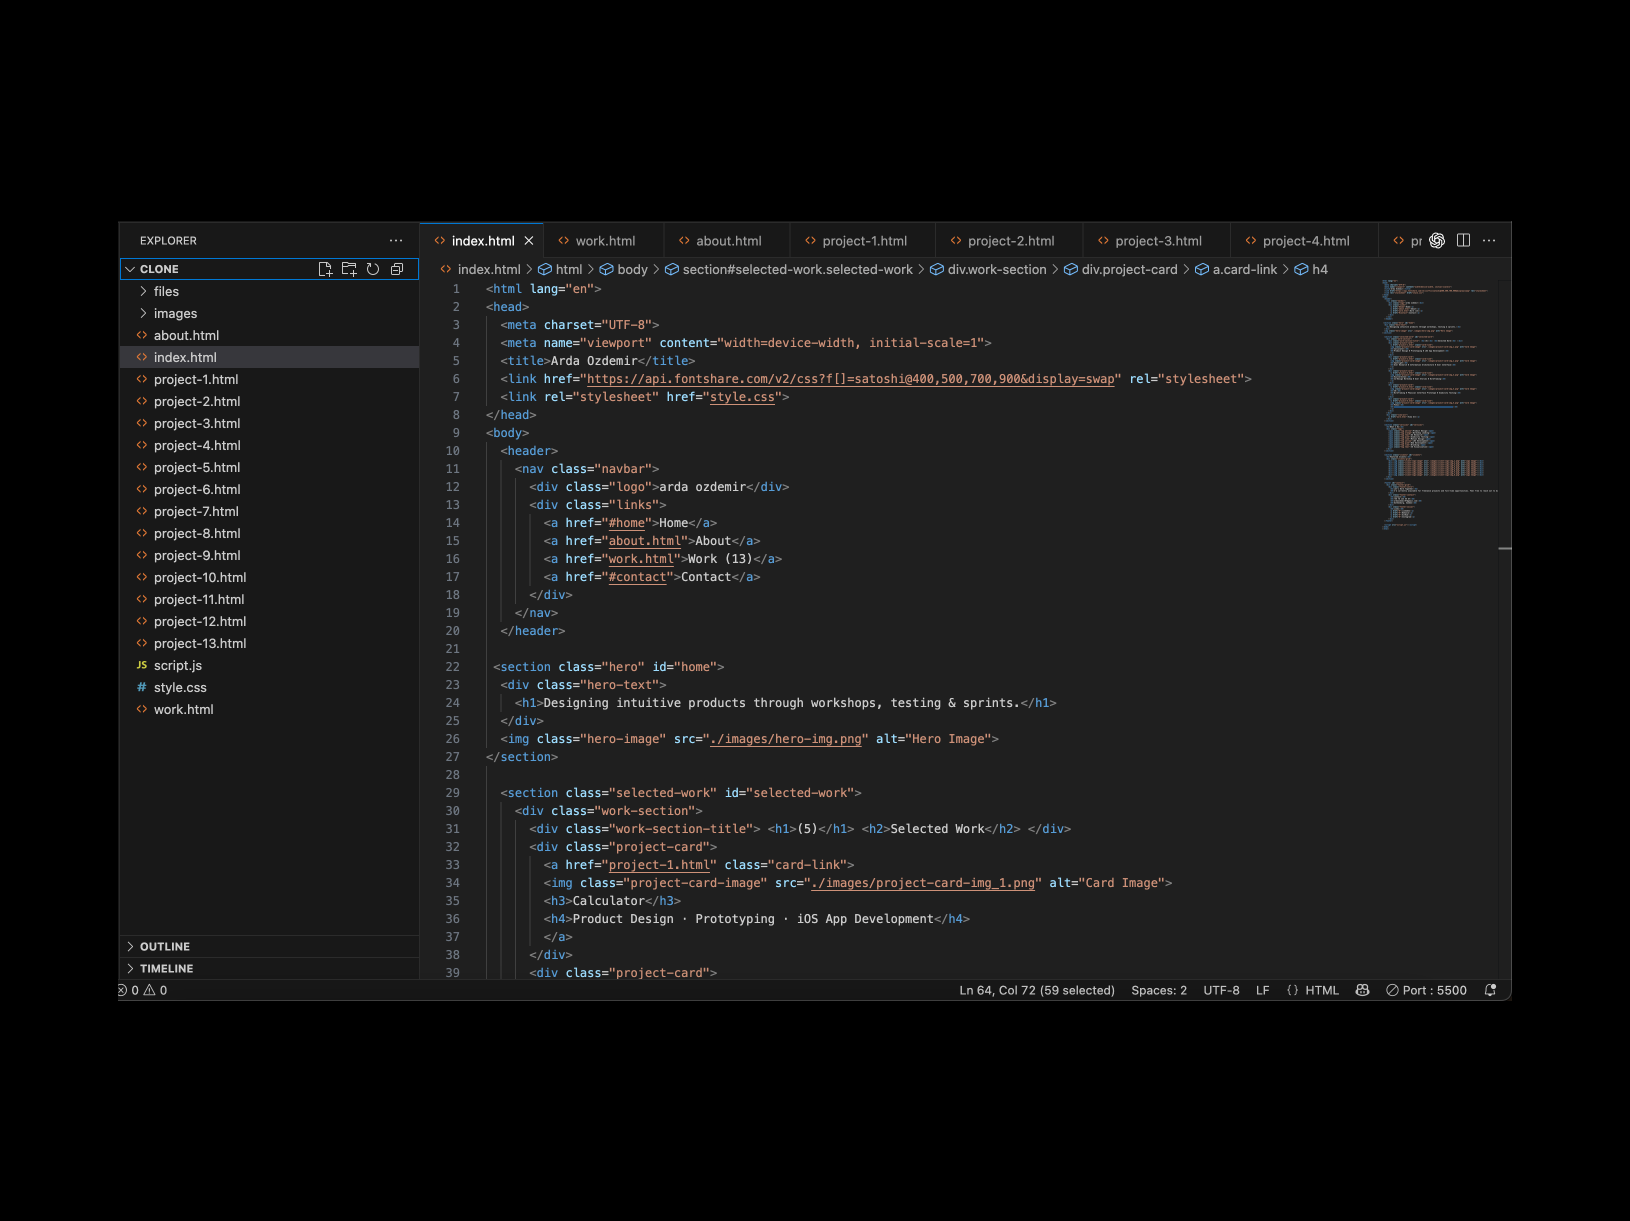 EXPLORER
CLONE
files
images
about.html
index.html
project-1.html
project-2.html
project-3.html
project-4.html
project-5.html
project-6.html
project-7.html
project-8.html
project-9.html
project-10.html
project-11.html
project-12.html
project-13.html
JS script.js
# style.css
work.html
OUTLINE
TIMELINE
index.html work.html about.html project-1.html project-2.html project-3.html project-4.html pr
index.html > html > body > section#selected-work.selected-work > div.work-section > div.project-card > a.card-link > h4
1 <html lang="en">
2 <head>
3 <meta charset="UTF-8">
4 <meta name="viewport" content="width=device-width, initial-scale=1">
5 <title>Arda Ozdemir</title>
6 <link href="https://api.fontshare.com/v2/css?f[]=satoshi@400,500,700,900&display=swap" rel="stylesheet">
7 <link rel="stylesheet" href="style.css">
8 </head>
9 <body>
10 <header>
11 <nav class="navbar">
12 <div class="logo">arda ozdemir</div>
13 <div class="links">
14 <a href="#home">Home</a>
15 <a href="about.html">About</a>
16 <a href="work.html">Work (13)</a>
17 <a href="#contact">Contact</a>
18 </div>
19 </nav>
20 </header>
21
22 <section class="hero" id="home">
23 <div class="hero-text">
24 <h1>Designing intuitive products through workshops, testing & sprints.</h1>
25 </div>
26 <img class="hero-image" src="./images/hero-img.png" alt="Hero Image">
27 </section>
28
29 <section class="selected-work" id="selected-work">
30 <div class="work-section">
31 <div class="work-section-title"> <h1>(5)</h1> <h2>Selected Work</h2> </div>
32 <div class="project-card">
33 <a href="project-1.html" class="card-link">
34 <img class="project-card-image" src="./images/project-card-img_1.png" alt="Card Image">
35 <h3>Calculator</h3>
36 <h4>Product Design · Prototyping · iOS App Development</h4>
37 </a>
38 </div>
39 <div class="project-card">
0 0 Ln 64, Col 72 (59 selected) Spaces: 2 UTF-8 LF {} HTML Port : 5500